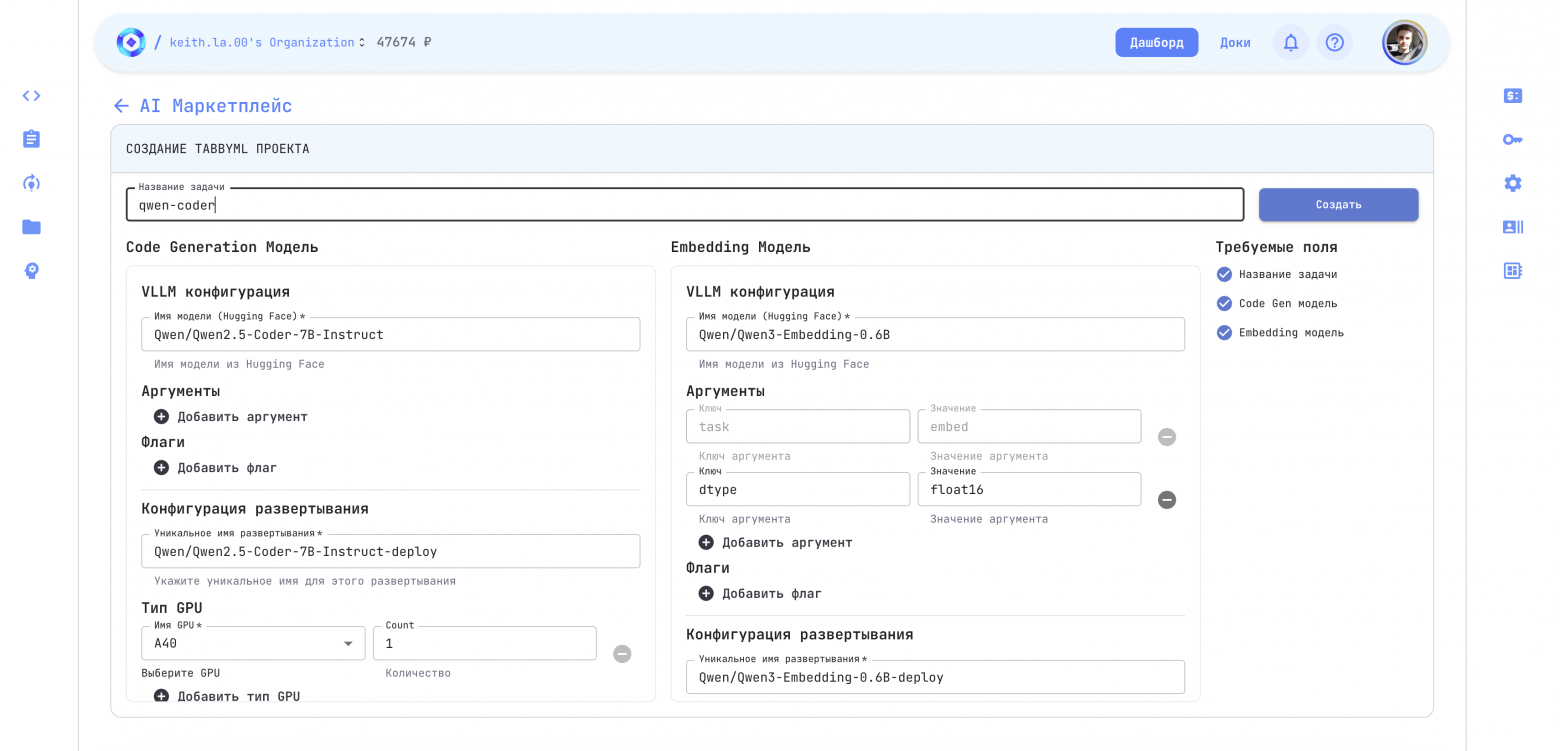 / keith.la.00's Organization 47674 ₽
Дашборд Доки
← AI Маркетплейс
СОЗДАНИЕ TABBYML ПРОЕКТА
Название задачи
qwen-coder
Создать
Code Generation Модель
VLLM конфигурация
Имя модели (Hugging Face) *
Qwen/Qwen2.5-Coder-7B-Instruct
Имя модели из Hugging Face
Аргументы
Добавить аргумент
Флаги
Добавить флаг
Конфигурация развертывания
Уникальное имя развертывания *
Qwen/Qwen2.5-Coder-7B-Instruct-deploy
Укажите уникальное имя для этого развертывания
Тип GPU
Имя GPU * Count
A40 1
Выберите GPU Количество
Добавить тип GPU
Embedding Модель
VLLM конфигурация
Имя модели (Hugging Face) *
Qwen/Qwen3-Embedding-0.6B
Имя модели из Hugging Face
Аргументы
Ключ Значение
task embed
Ключ аргумента Значение аргумента
Ключ Значение
dtype float16
Ключ аргумента Значение аргумента
Добавить аргумент
Флаги
Добавить флаг
Конфигурация развертывания
Уникальное имя развертывания *
Qwen/Qwen3-Embedding-0.6B-deploy
Требуемые поля
Название задачи
Code Gen модель
Embedding модель